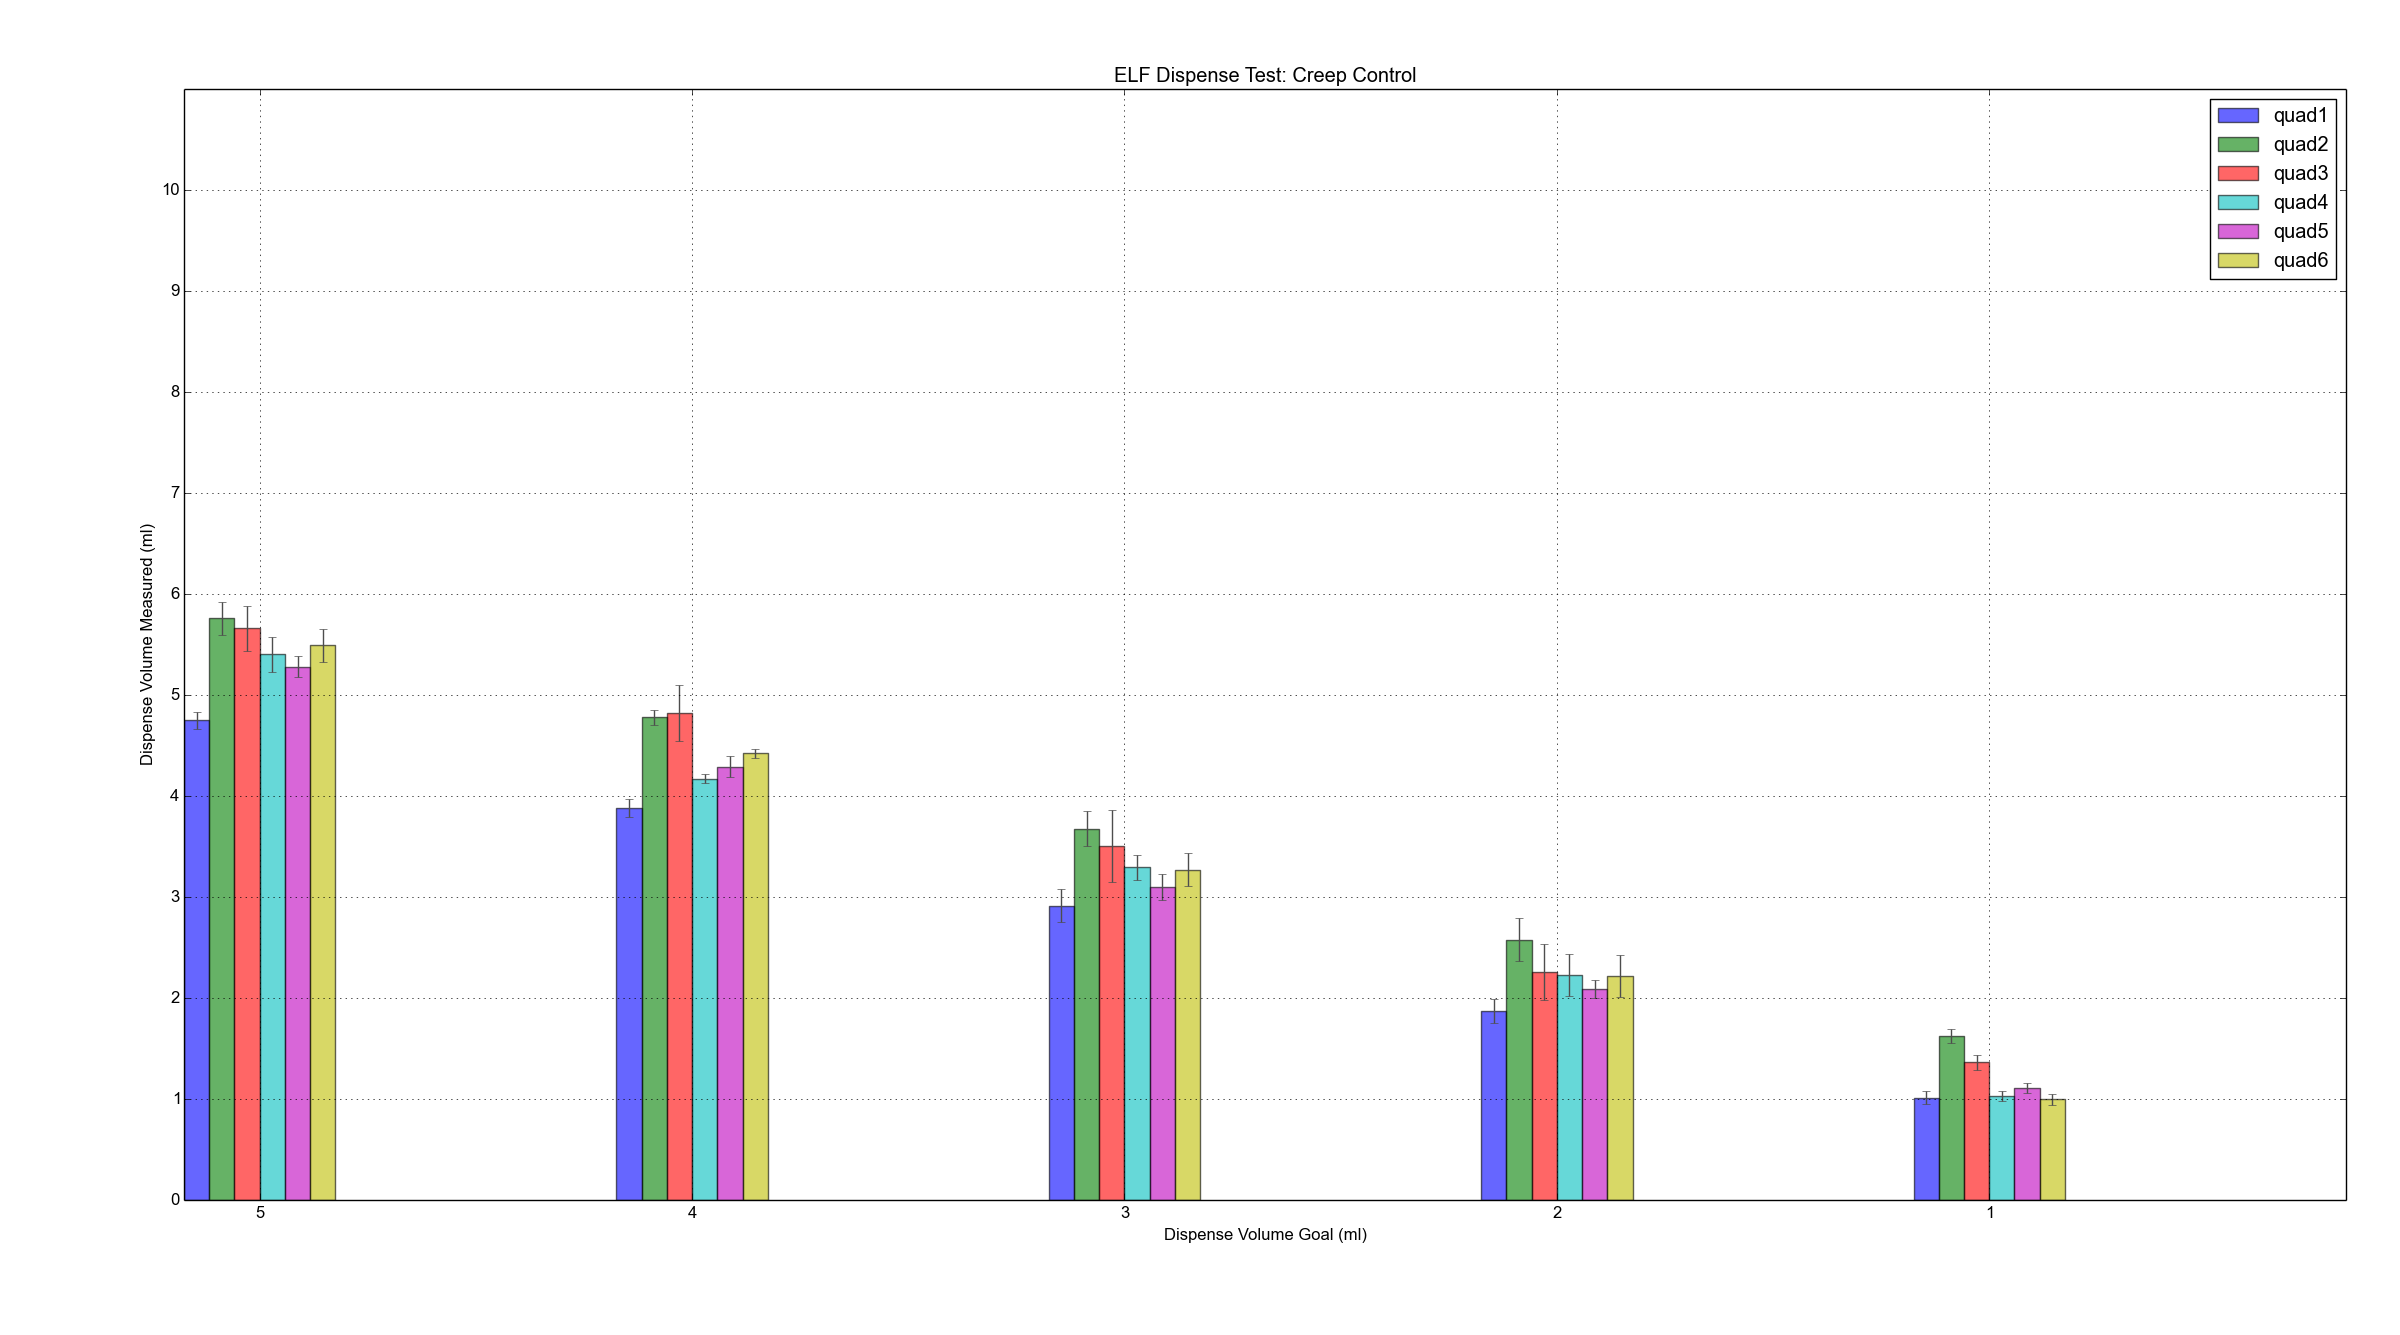 ELF Dispense Test: Creep Control
quad1
quad2
quad3
quad4
quad5
quad6
10
9
8
7
6
5
4
3
2
1
0
Dispense Volume Measured (ml)
5 4 3 2 1
Dispense Volume Goal (ml)